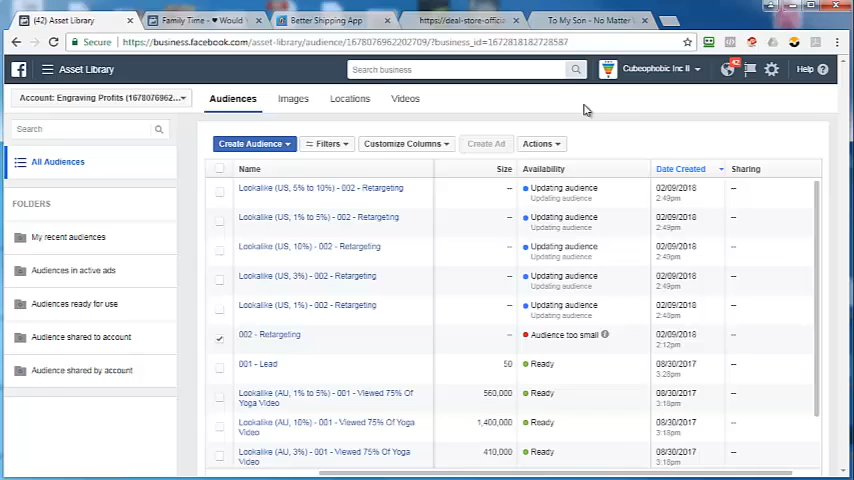 (42) Asset Library
Family Time - ♥ Would
Better Shipping App
https://deal-store-offici
To My Son - No Matter
Secure https://business.facebook.com/asset-library/audience/1678076962202709/?business_id=1672818182728587
Asset Library
Search business
Cubeophobic Inc II
42
Help
Account: Engraving Profits (1678076962...
Audiences
Images
Locations
Videos
Search
Create Audience
Filters
Customize Columns
Create Ad
Actions
All Audiences
FOLDERS
My recent audiences
Audiences in active ads
Audiences ready for use
Audience shared to account
Audience shared by account
Name Size Availability Date Created Sharing
Lookalike (US, 5% to 10%) - 002 - Retargeting -- Updating audience 02/09/2018 --
Updating audience 2:49pm
Lookalike (US, 1% to 5%) - 002 - Retargeting -- Updating audience 02/09/2018 --
Updating audience 2:49pm
Lookalike (US, 10%) - 002 - Retargeting -- Updating audience 02/09/2018 --
Updating audience 2:49pm
Lookalike (US, 3%) - 002 - Retargeting -- Updating audience 02/09/2018 --
Updating audience 2:49pm
Lookalike (US, 1%) - 002 - Retargeting -- Updating audience 02/09/2018 --
Updating audience 2:48pm
002 - Retargeting -- Audience too small 02/09/2018 --
2:12pm
001 - Lead 50 Ready 08/30/2017 --
3:28pm
Lookalike (AU, 1% to 5%) - 001 - Viewed 75% Of 560,000 Ready 08/30/2017 --
Yoga Video 3:18pm
Lookalike (AU, 10%) - 001 - Viewed 75% Of Yoga 1,400,000 Ready 08/30/2017 --
Video 3:18pm
Lookalike (AU, 3%) - 001 - Viewed 75% Of Yoga 410,000 Ready 08/30/2017 --
Video 3:18pm